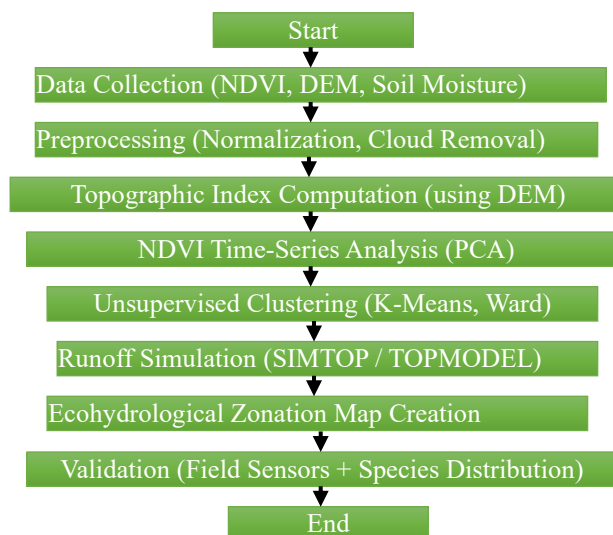 Start
Data Collection (NDVI, DEM, Soil Moisture)
Preprocessing (Normalization, Cloud Removal)
Topographic Index Computation (using DEM)
NDVI Time-Series Analysis (PCA)
Unsupervised Clustering (K-Means, Ward)
Runoff Simulation (SIMTOP / TOPMODEL)
Ecohydrological Zonation Map Creation
Validation (Field Sensors + Species Distribution)
End